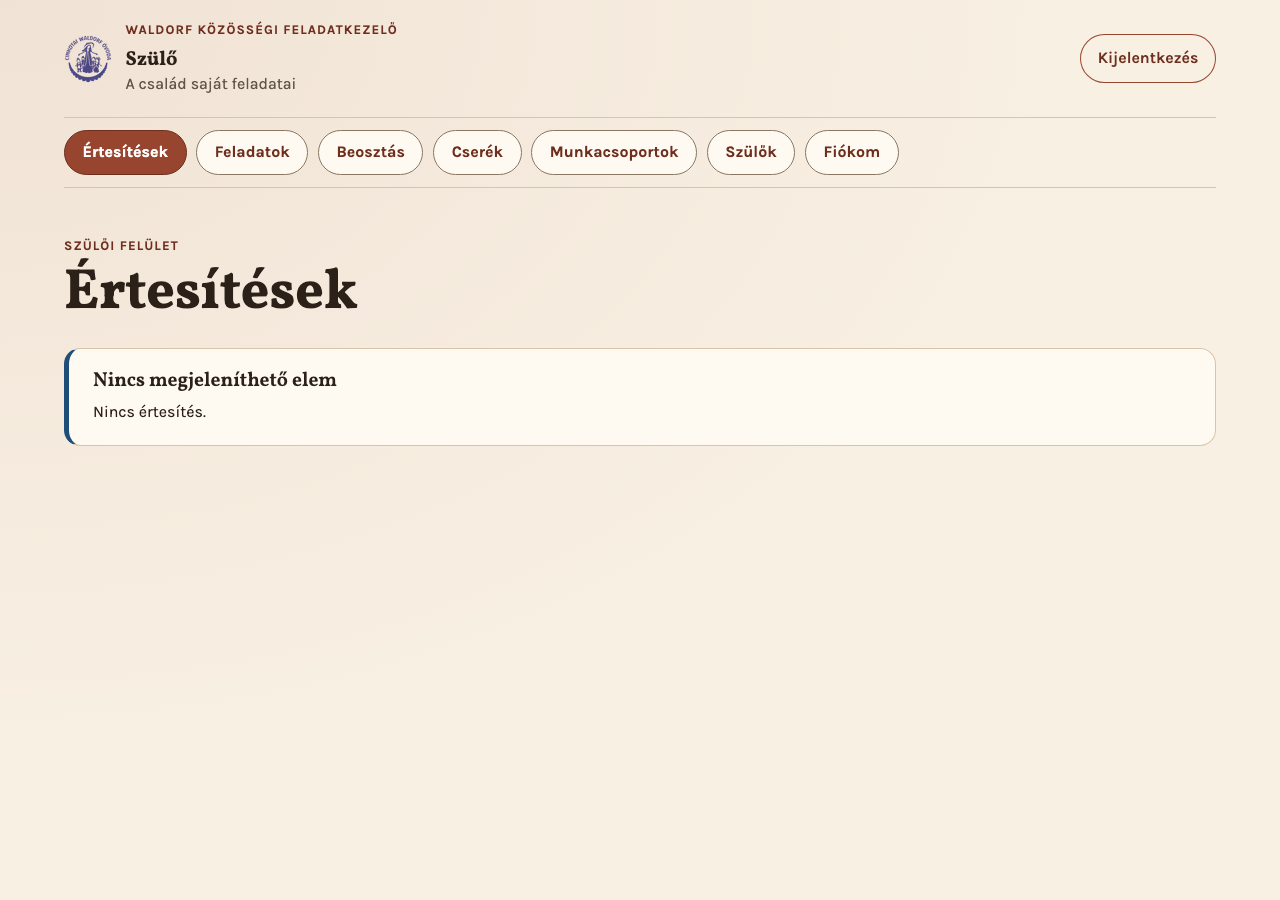 WALDORF KÖZÖSSÉGI FELADATKEZELŐ
Szülő
A család saját feladatai
Kijelentkezés
Értesítések
Feladatok
Beosztás
Cserék
Munkacsoportok
Szülők
Fiókom
SZÜLŐI FELÜLET
Értesítések
Nincs megjeleníthető elem
Nincs értesítés.